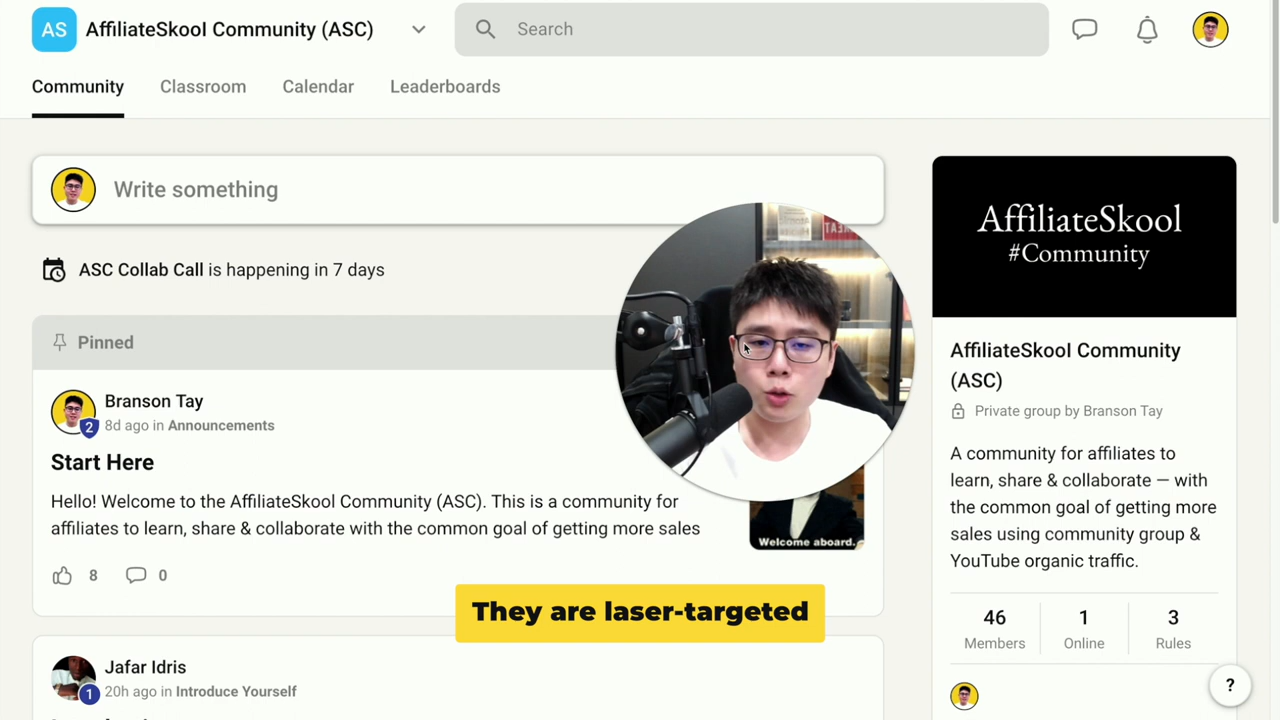 AS
AffiliateSkool Community (ASC)
Search
Community
Classroom
Calendar
Leaderboards
Write something
ASC Collab Call is happening in 7 days
Pinned
Branson Tay
2
8d ago in Announcements
Start Here
Hello! Welcome to the AffiliateSkool Community (ASC). This is a community for
affiliates to learn, share & collaborate with the common goal of getting more sales
Welcome aboard.
8
0
They are laser-targeted
Jafar Idris
1
20h ago in Introduce Yourself
AffiliateSkool
#Community
AffiliateSkool Community
(ASC)
Private group by Branson Tay
A community for affiliates to
learn, share & collaborate — with
the common goal of getting more
sales using community group &
YouTube organic traffic.
46
Members
1
Online
3
Rules
?